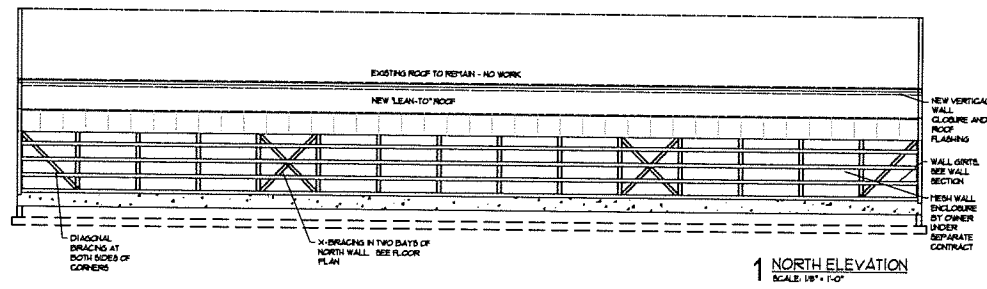 EXISTING ROOF TO REMAIN - NO WORK
NEW "LEAN-TO" ROOF
NEW VERTICAL
WALL
CLOSURE AND
ROOF
FLASHING
WALL GIRTS,
SEE WALL
SECTION
MESH WALL
ENCLOSURE
BY OWNER
UNDER
SEPARATE
CONTRACT
DIAGONAL
BRACING AT
BOTH SIDES OF
CORNERS
X-BRACING IN TWO BAYS OF
NORTH WALL. SEE FLOOR
PLAN
1 NORTH ELEVATION
SCALE: 1/8" = 1'-0"